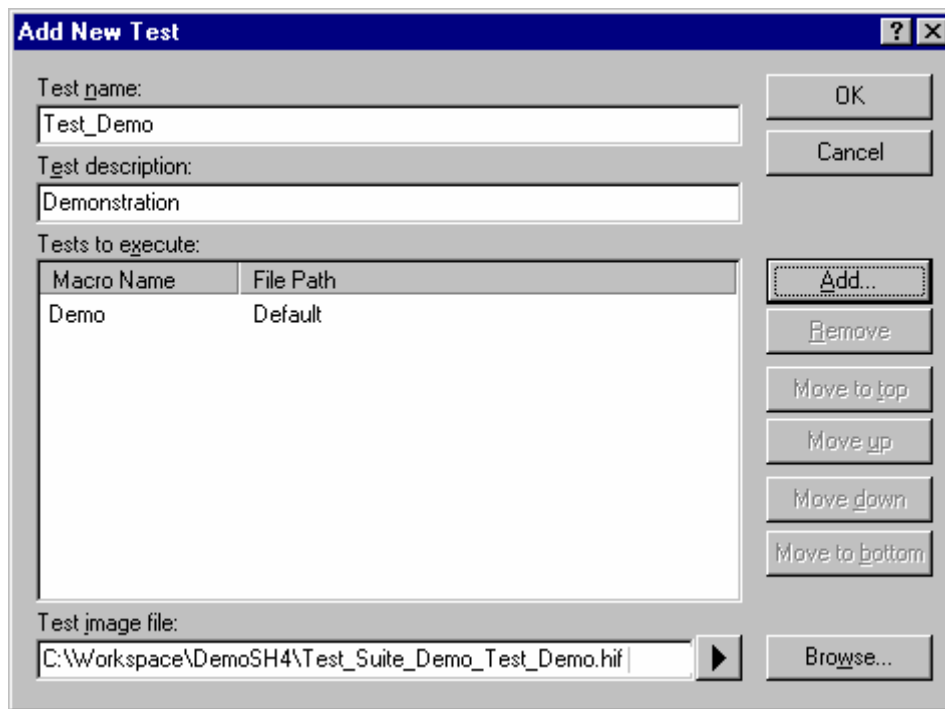 Add New Test
Test name:
OK
Test_Demo
Cancel
Test description:
Demonstration
Tests to execute:
Macro Name File Path
Add...
Demo Default
Remove
Move to top
Move up
Move down
Move to bottom
Test image file:
C:\Workspace\DemoSH4\Test_Suite_Demo_Test_Demo.hif
Browse...